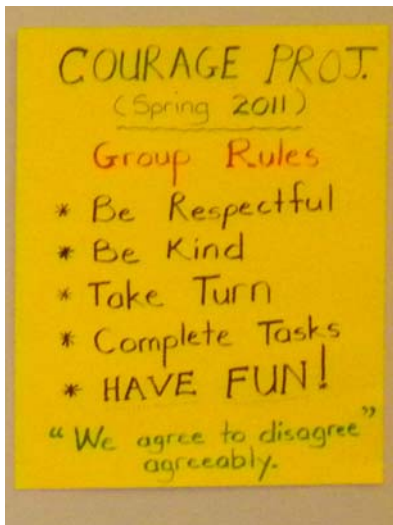 COURAGE PROJ.
(Spring 2011)
Group Rules
* Be Respectful
* Be Kind
* Take Turn
* Complete Tasks
* HAVE FUN!
“We agree to disagree”
agreeably.